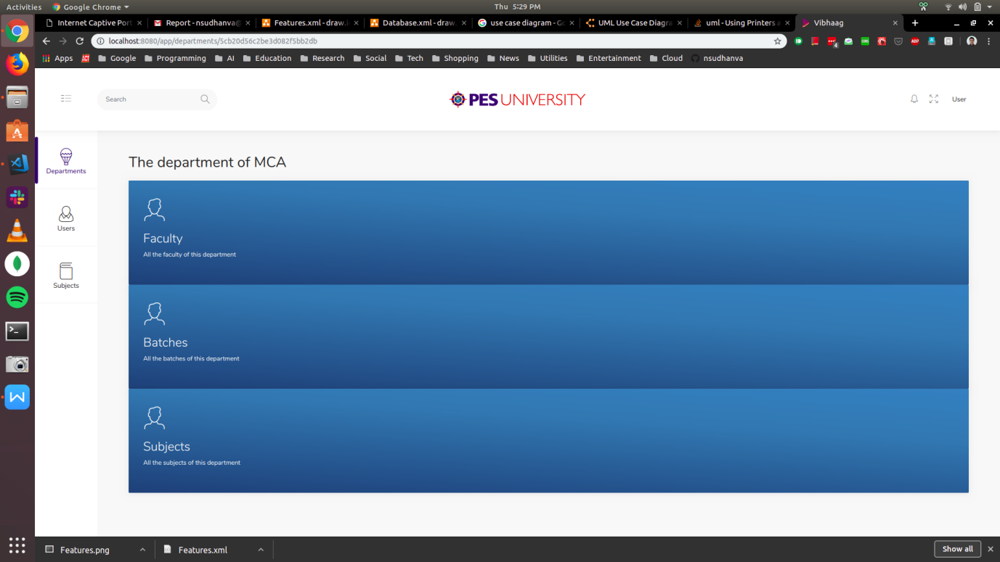 Activities
Google Chrome
Thu 5:29 PM
Internet Captive Port
Report - nsudhanva@
Features.xml - draw.i
Database.xml - draw.
use case diagram - Go
UML Use Case Diagra
uml - Using Printers a
Vibhaag
localhost:8080/app/departments/5cb20d56c2be3d082f5bb2db
4
ABP
Apps
ACT
Google
Programming
AI
Education
Research
Social
Tech
Shopping
News
Utilities
Entertainment
Cloud
nsudhanva
Search
PES UNIVERSITY
User
Departments
Users
Subjects
The department of MCA
Faculty
All the faculty of this department
Batches
All the batches of this department
Subjects
All the subjects of this department
Features.png
Features.xml
Show all